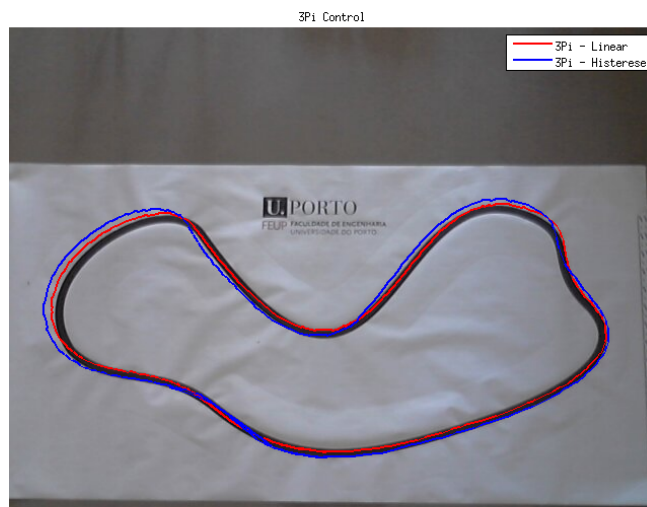 3Pi Control
3Pi - Linear
3Pi - Histerese
U. PORTO
FEUP FACULDADE DE ENGENHARIA
UNIVERSIDADE DO PORTO